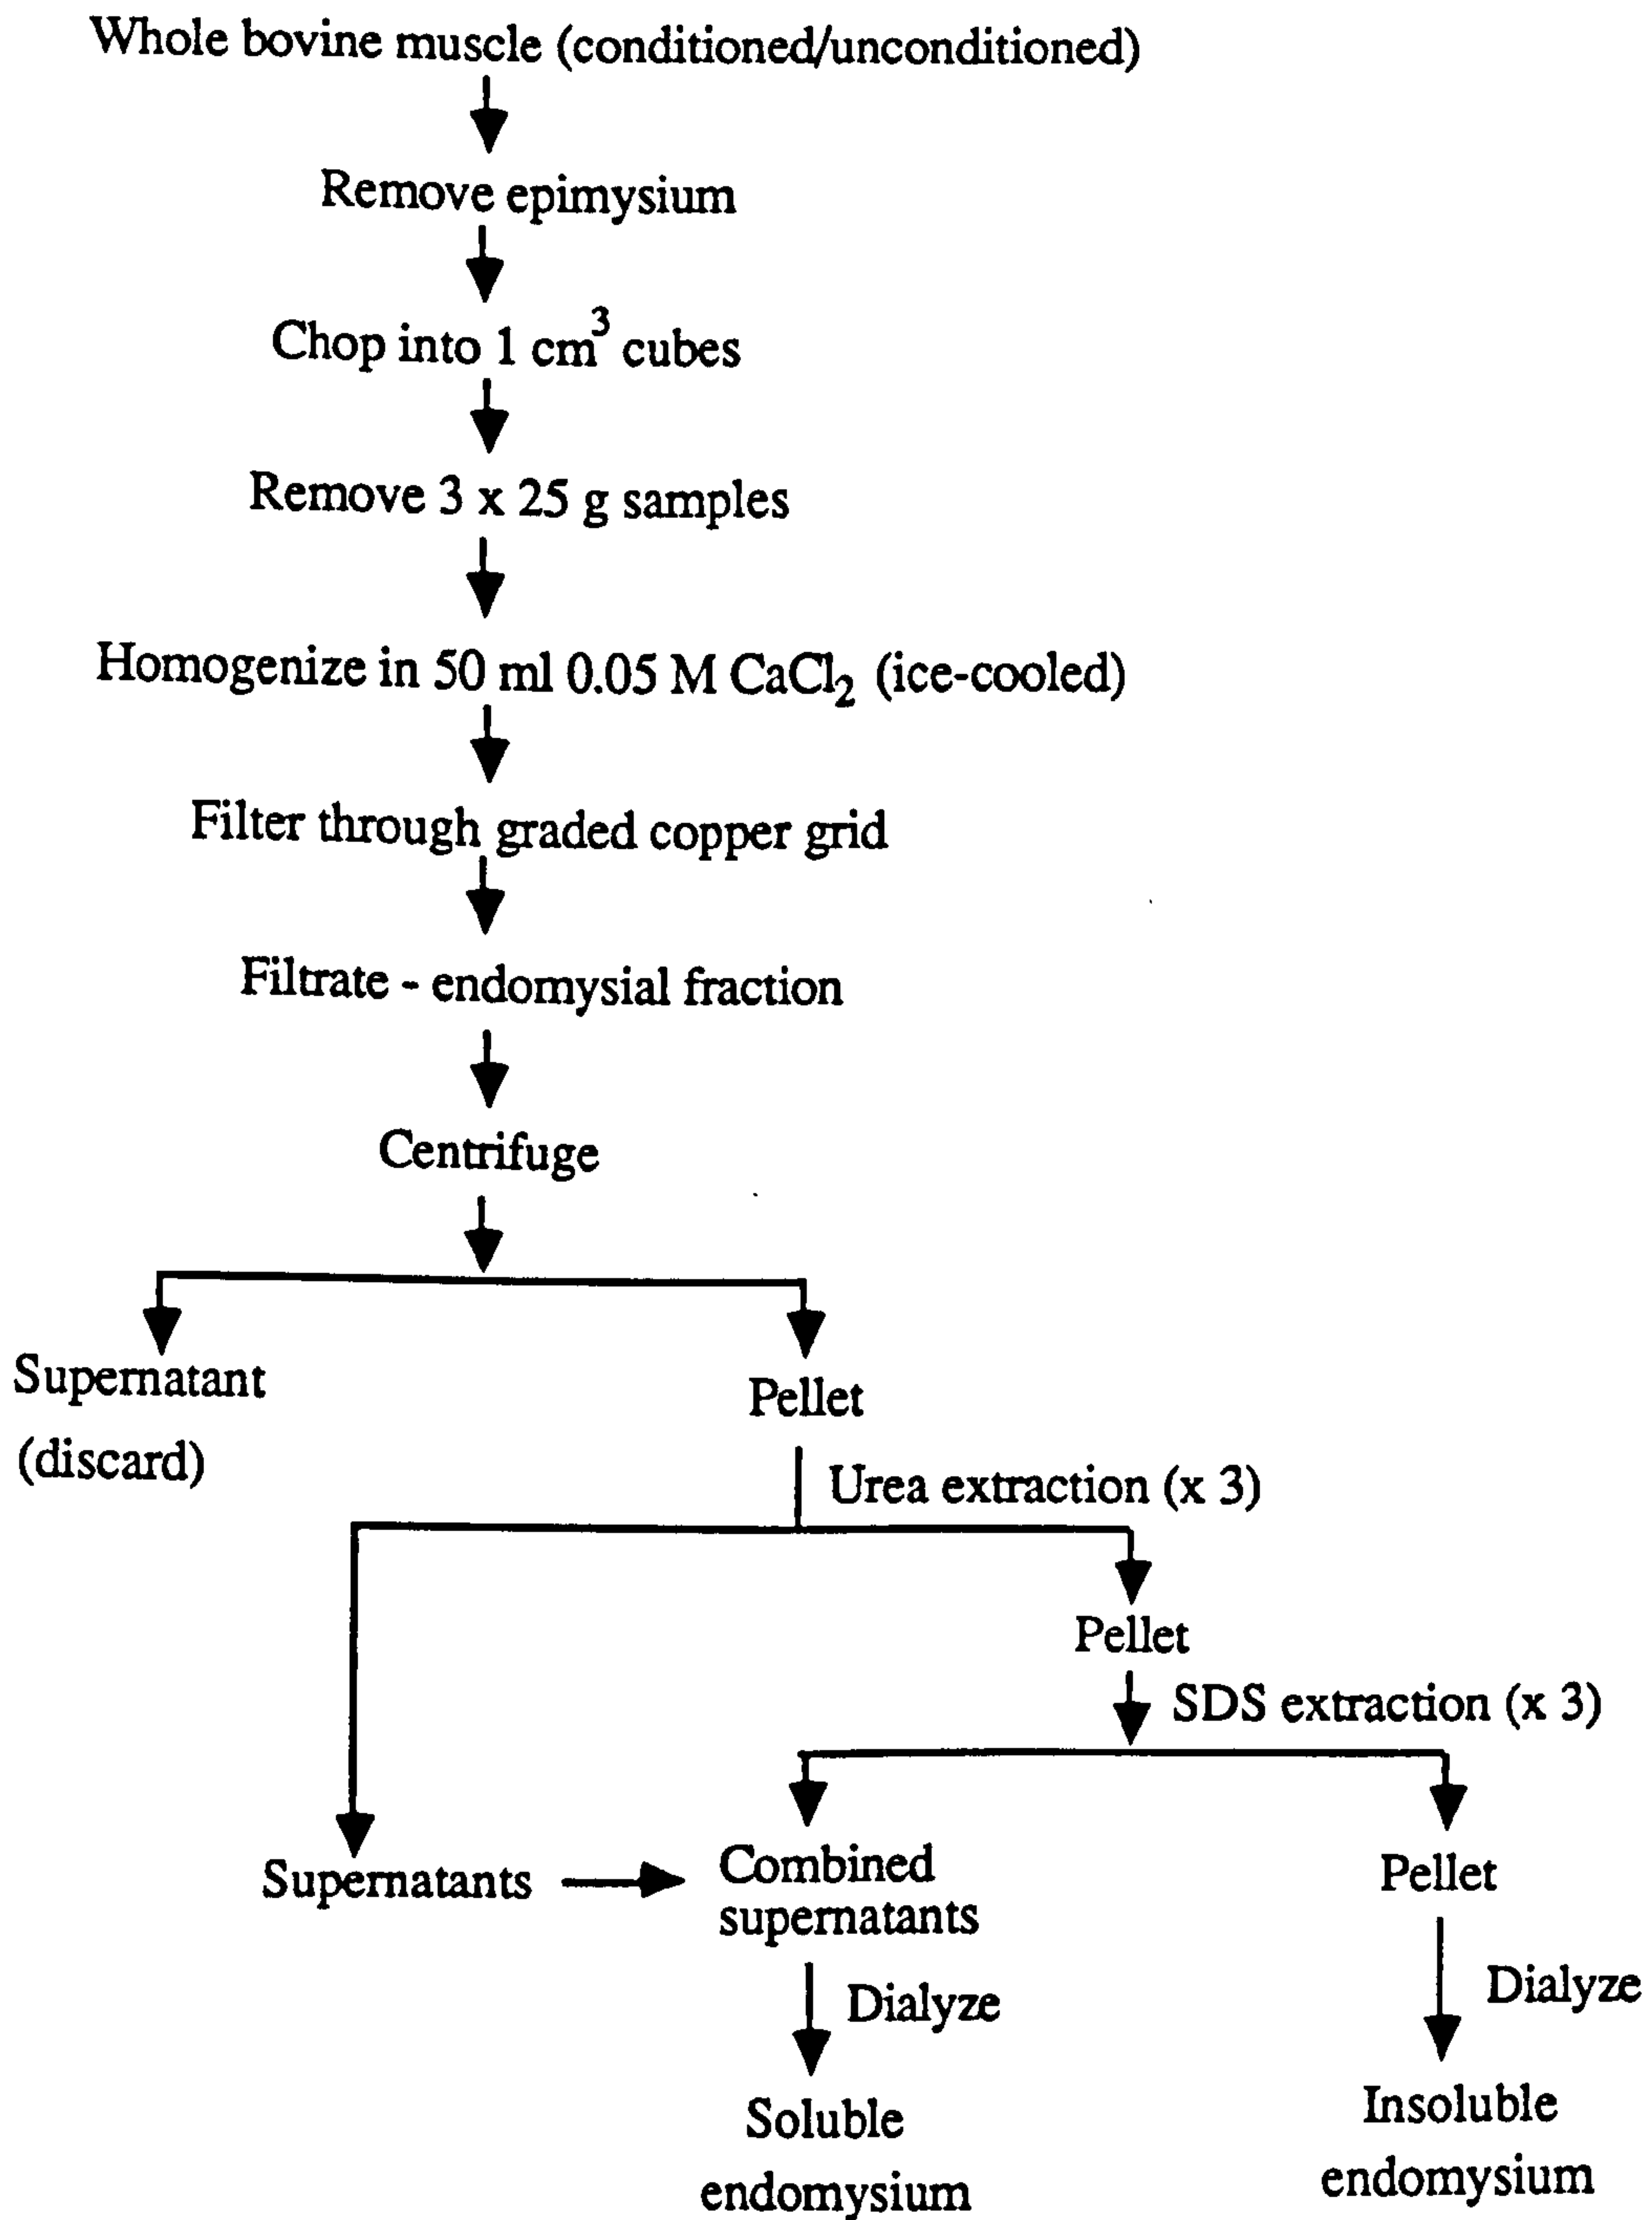 Whole bovine muscle (conditioned/unconditioned)
Remove epimysium
Chop into 1 cm³ cubes
Remove 3 x 25 g samples
Homogenize in 50 ml 0.05 M CaCl₂ (ice-cooled)
Filter through graded copper grid
Filtrate - endomysial fraction
Centrifuge
Supernatant
(discard)
Pellet
Urea extraction (x 3)
Pellet
SDS extraction (x 3)
Supernatants
Combined
supernatants
Pellet
Dialyze
Dialyze
Soluble
endomysium
Insoluble
endomysium